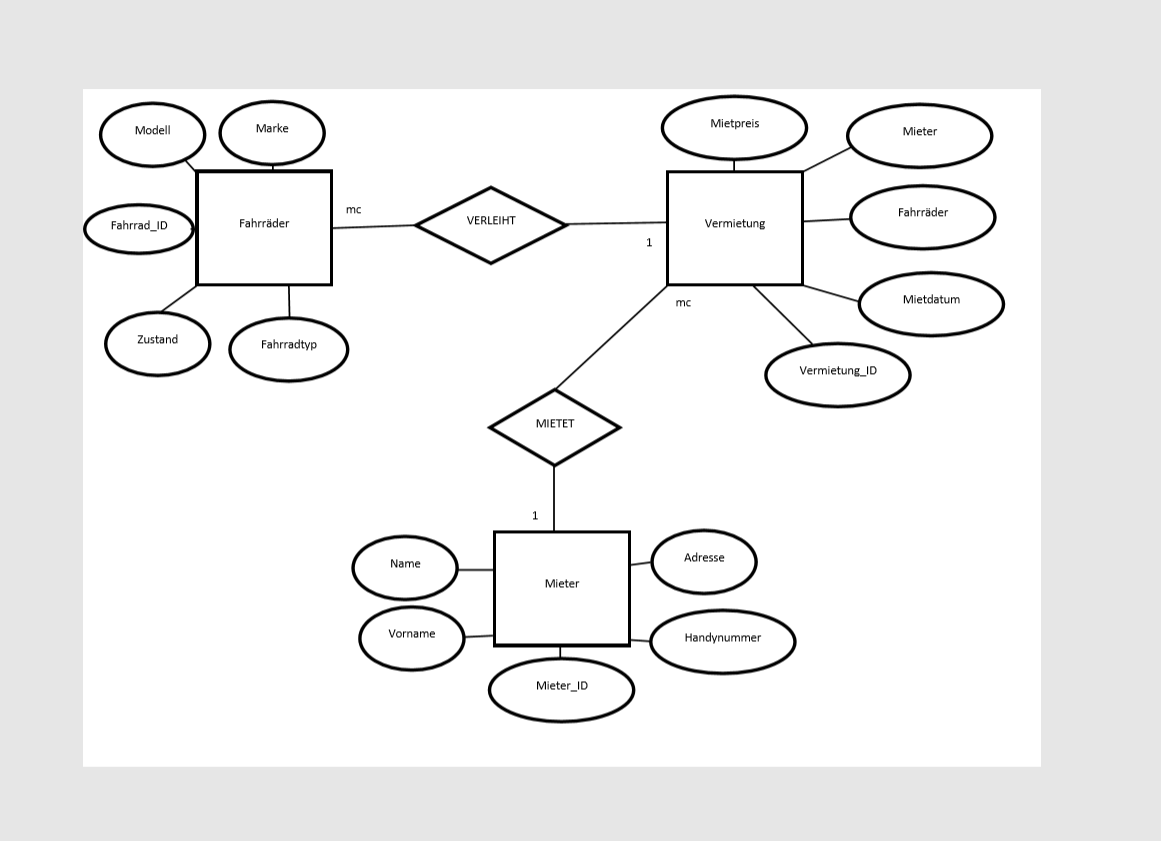 Modell
Marke
Mietpreis
Mieter
Fahrrad_ID
Fahrräder
mc
VERLEIHT
1
Vermietung
Fahrräder
Mietdatum
Zustand
Fahrradtyp
mc
Vermietung_ID
MIETET
1
Name
Mieter
Adresse
Vorname
Handynummer
Mieter_ID